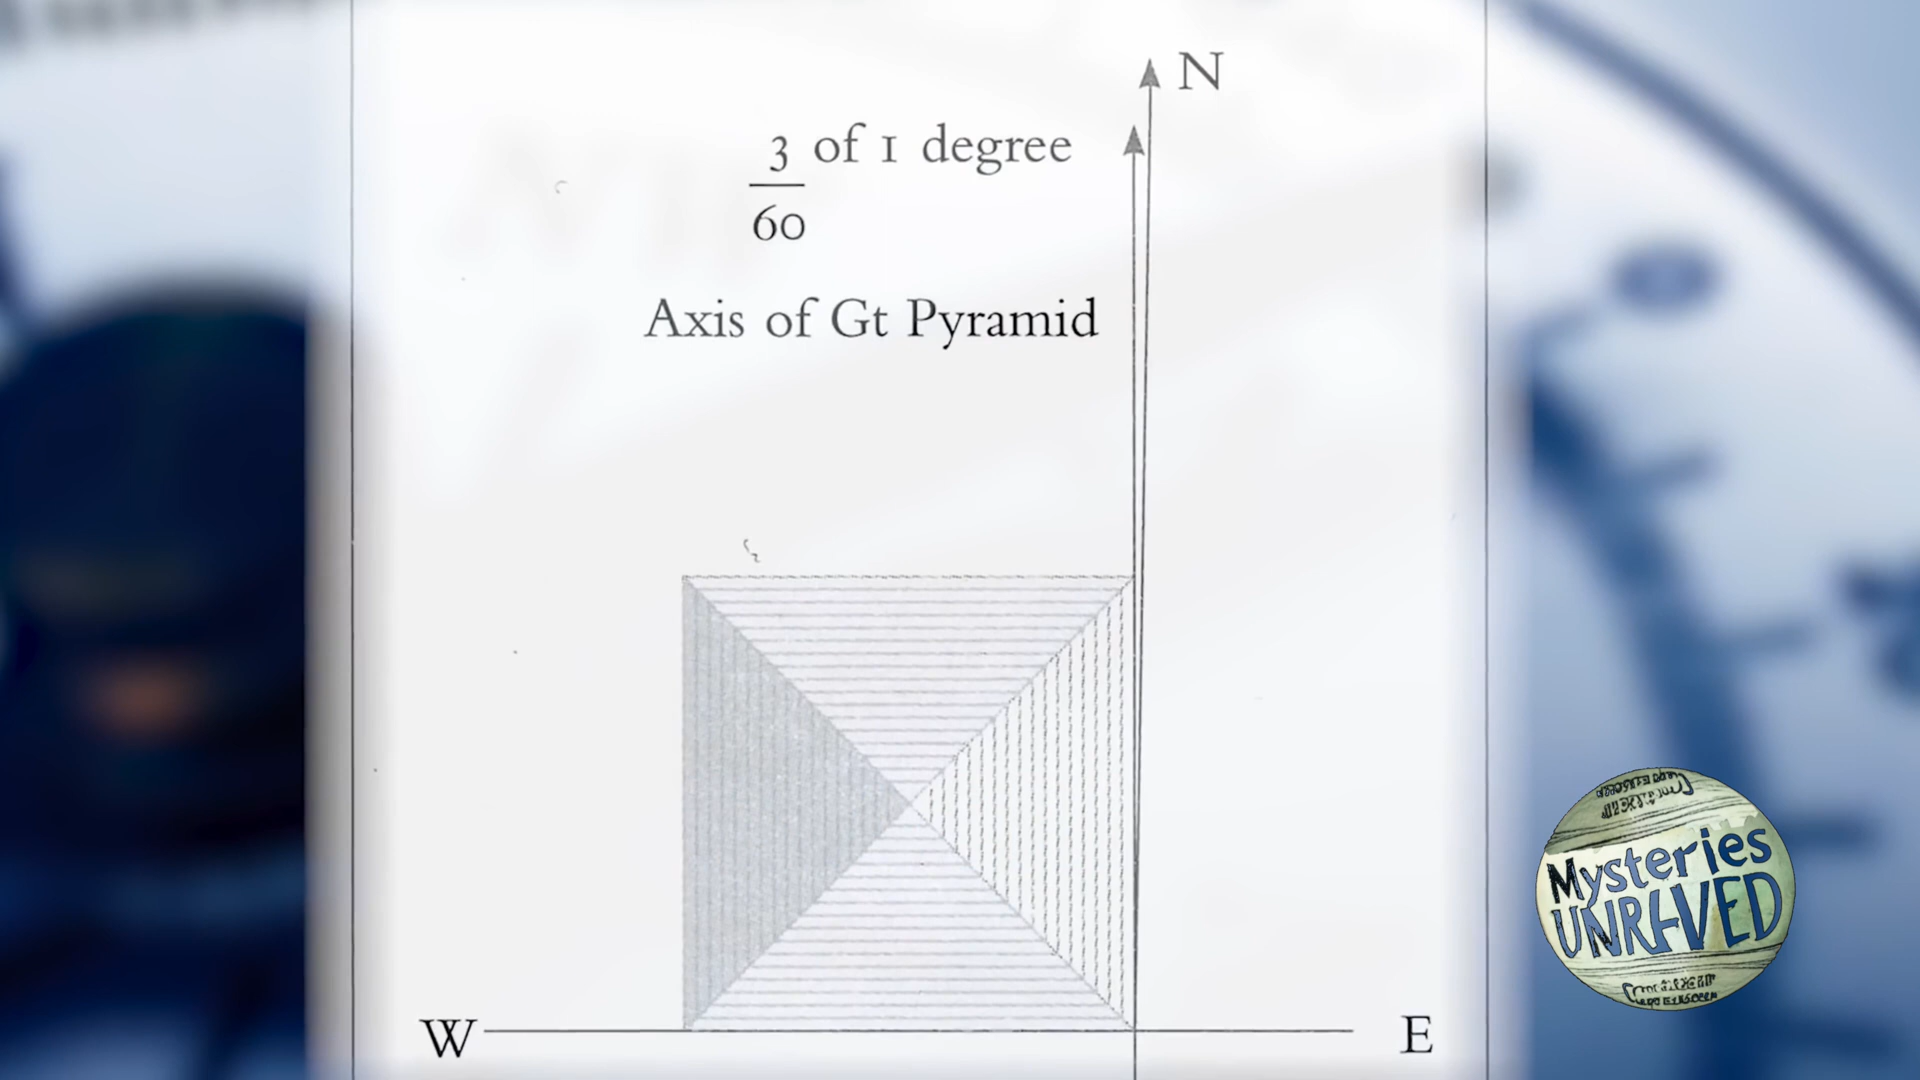 N
3 of 1 degree
60
Axis of Gt Pyramid
W
E
Mysteries
UNRAVED